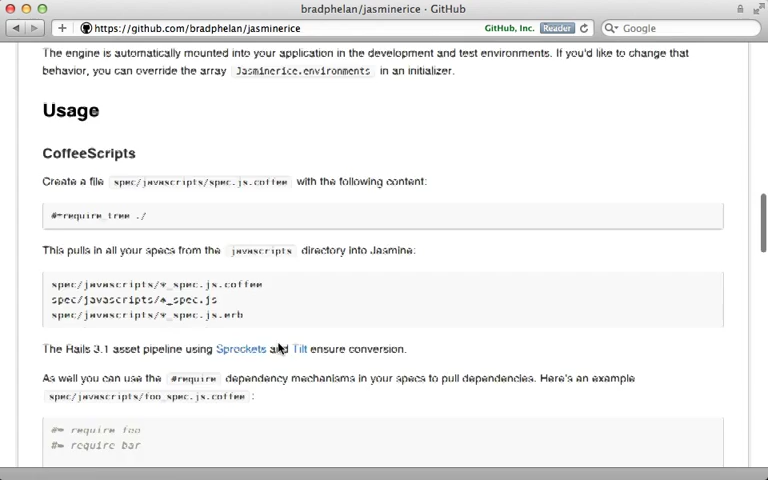 bradphelan/jasminerice · GitHub
https://github.com/bradphelan/jasminerice
GitHub, Inc.
Reader
Google
The engine is automatically mounted into your application in the development and test environments. If you'd like to change that
behavior, you can override the array Jasminerice.environments in an initializer.
Usage
CoffeeScripts
Create a file spec/javascripts/spec.js.coffee with the following content:
#=require_tree ./
This pulls in all your specs from the javascripts directory into Jasmine:
spec/javascripts/*_spec.js.coffee
spec/javascripts/*_spec.js
spec/javascripts/*_spec.js.erb
The Rails 3.1 asset pipeline using Sprockets and Tilt ensure conversion.
As well you can use the #require dependency mechanisms in your specs to pull dependencies. Here's an example
spec/javascripts/foo_spec.js.coffee :
#= require foo
#= require bar